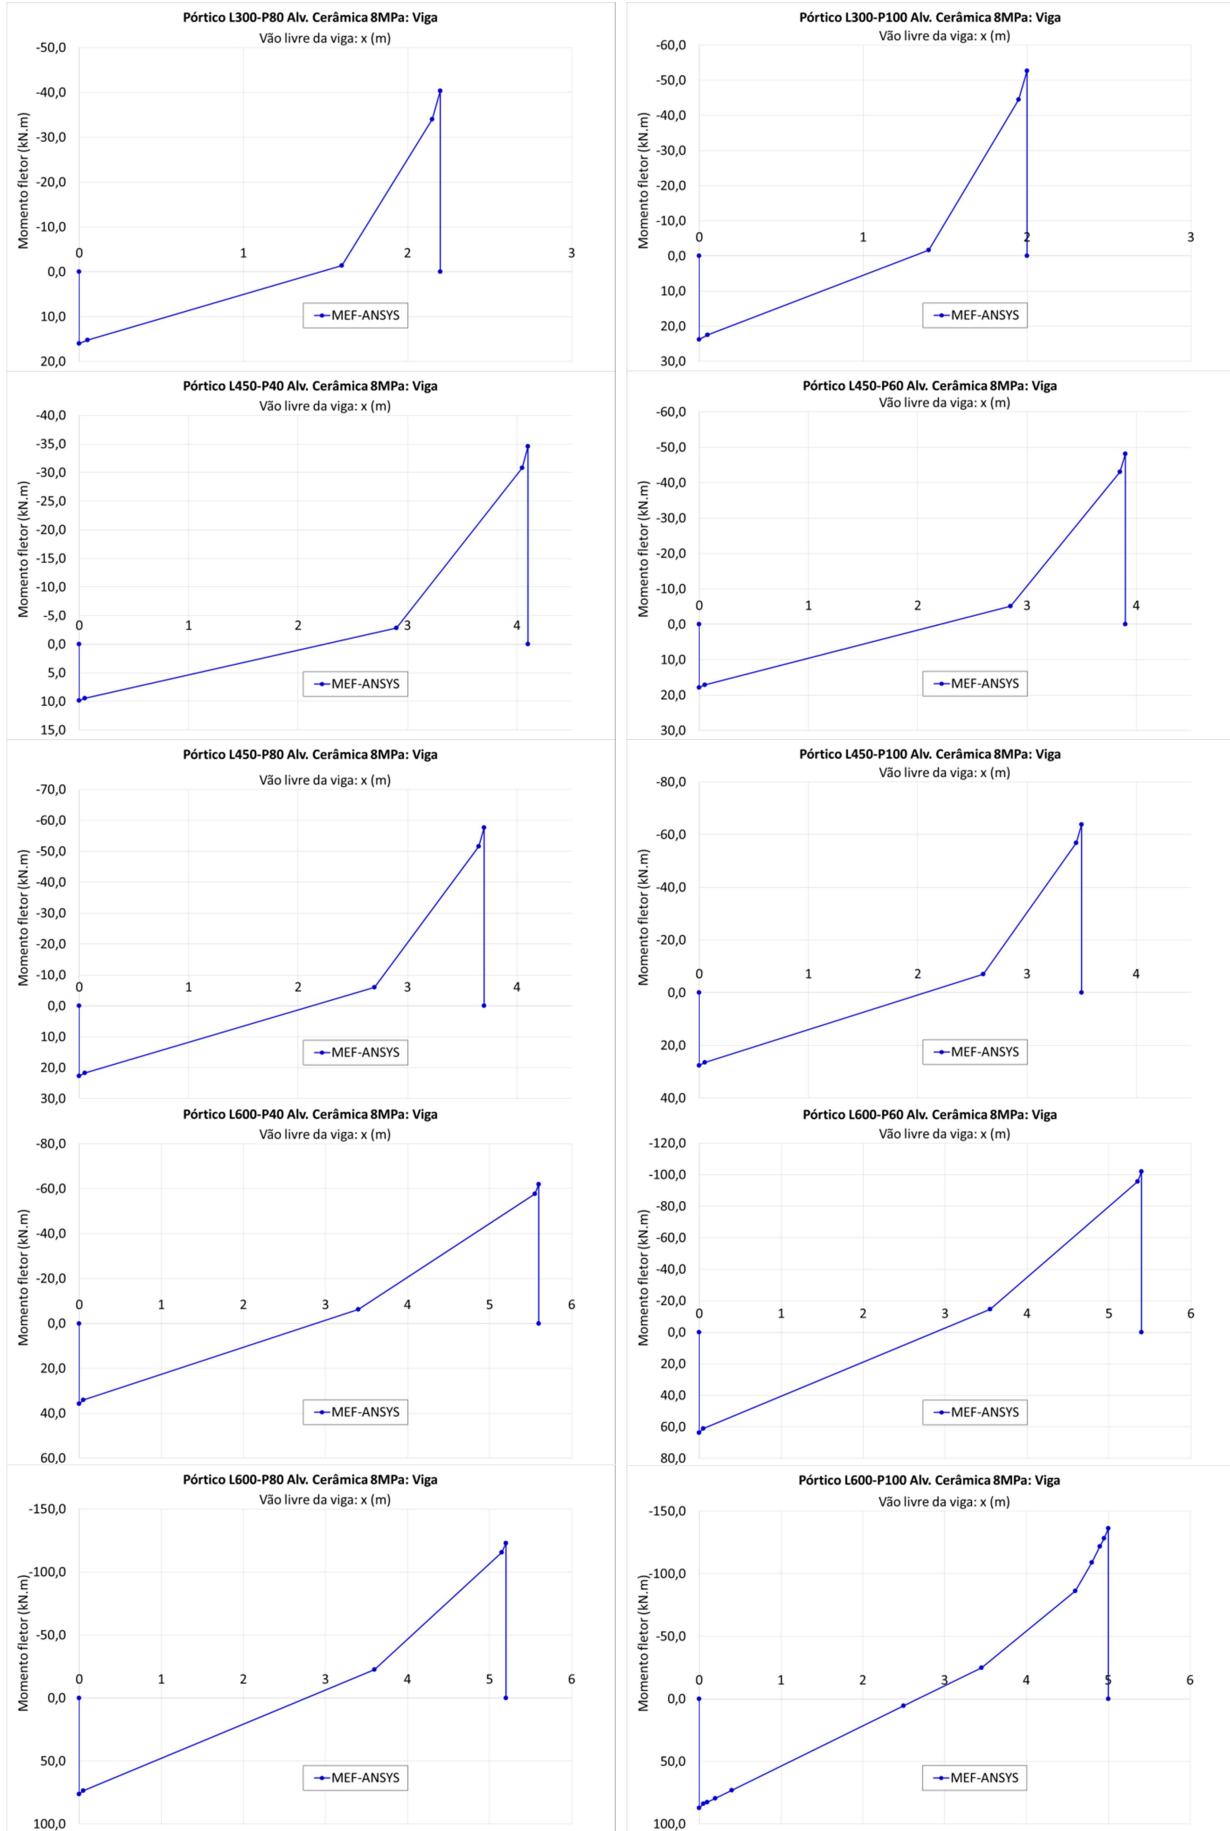 Pórtico L300-P80 Alv. Cerâmica 8MPa: Viga
Vão livre da viga: x (m)
Momento fletor (kN.m)
-50,0
-40,0
-30,0
-20,0
-10,0
0,0
10,0
20,0
0 1 2 3
MEF-ANSYS
Pórtico L300-P100 Alv. Cerâmica 8MPa: Viga
Vão livre da viga: x (m)
Momento fletor (kN.m)
-60,0
-50,0
-40,0
-30,0
-20,0
-10,0
0,0
10,0
20,0
30,0
0 1 2 3
MEF-ANSYS
Pórtico L450-P40 Alv. Cerâmica 8MPa: Viga
Vão livre da viga: x (m)
Momento fletor (kN.m)
-40,0
-35,0
-30,0
-25,0
-20,0
-15,0
-10,0
-5,0
0,0
5,0
10,0
15,0
0 1 2 3 4
MEF-ANSYS
Pórtico L450-P60 Alv. Cerâmica 8MPa: Viga
Vão livre da viga: x (m)
Momento fletor (kN.m)
-60,0
-50,0
-40,0
-30,0
-20,0
-10,0
0,0
10,0
20,0
30,0
0 1 2 3 4
MEF-ANSYS
Pórtico L450-P80 Alv. Cerâmica 8MPa: Viga
Vão livre da viga: x (m)
Momento fletor (kN.m)
-70,0
-60,0
-50,0
-40,0
-30,0
-20,0
-10,0
0,0
10,0
20,0
30,0
0 1 2 3 4
MEF-ANSYS
Pórtico L450-P100 Alv. Cerâmica 8MPa: Viga
Vão livre da viga: x (m)
Momento fletor (kN.m)
-80,0
-60,0
-40,0
-20,0
0,0
20,0
40,0
0 1 2 3 4
MEF-ANSYS
Pórtico L600-P40 Alv. Cerâmica 8MPa: Viga
Vão livre da viga: x (m)
Momento fletor (kN.m)
-80,0
-60,0
-40,0
-20,0
0,0
20,0
40,0
60,0
0 1 2 3 4 5 6
MEF-ANSYS
Pórtico L600-P60 Alv. Cerâmica 8MPa: Viga
Vão livre da viga: x (m)
Momento fletor (kN.m)
-120,0
-100,0
-80,0
-60,0
-40,0
-20,0
0,0
20,0
40,0
60,0
80,0
0 1 2 3 4 5 6
MEF-ANSYS
Pórtico L600-P80 Alv. Cerâmica 8MPa: Viga
Vão livre da viga: x (m)
Momento fletor (kN.m)
-150,0
-100,0
-50,0
0,0
50,0
100,0
0 1 2 3 4 5 6
MEF-ANSYS
Pórtico L600-P100 Alv. Cerâmica 8MPa: Viga
Vão livre da viga: x (m)
Momento fletor (kN.m)
-150,0
-100,0
-50,0
0,0
50,0
100,0
0 1 2 3 4 5 6
MEF-ANSYS